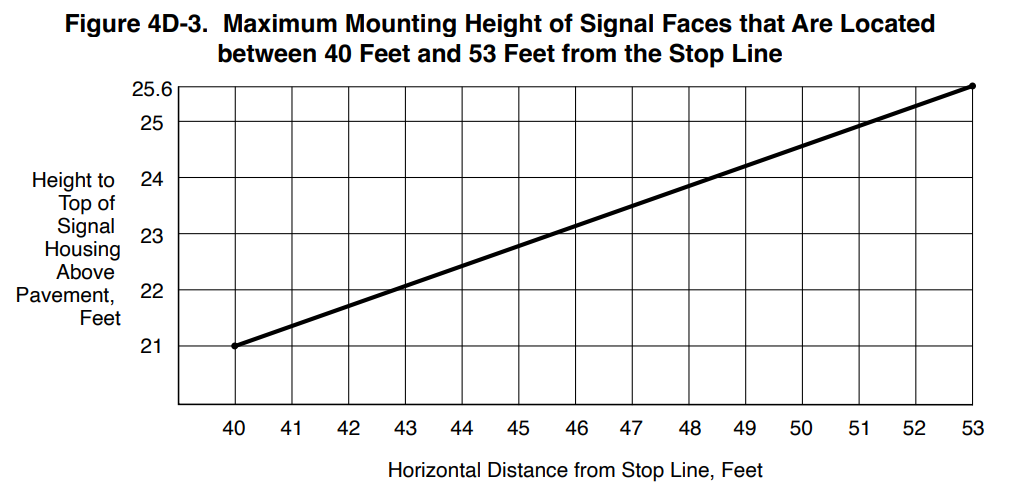 Figure 4D-3. Maximum Mounting Height of Signal Faces that Are Located
between 40 Feet and 53 Feet from the Stop Line
25.6
25
24
23
22
21
Height to
Top of
Signal
Housing
Above
Pavement,
Feet
40 41 42 43 44 45 46 47 48 49 50 51 52 53
Horizontal Distance from Stop Line, Feet